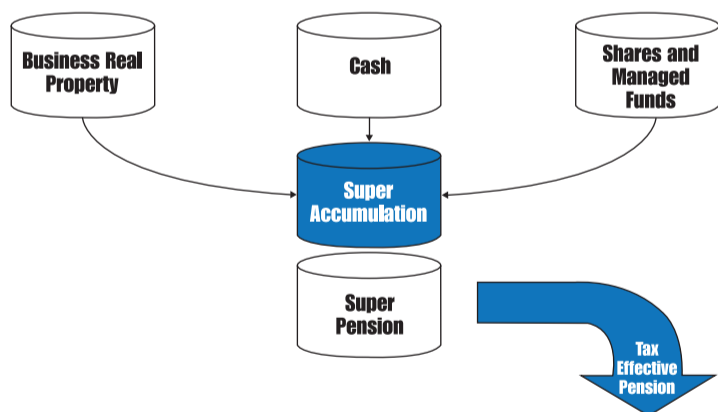 Business Real
Property
Cash
Shares and
Managed
Funds
Super
Accumulation
Super
Pension
Tax
Effective
Pension